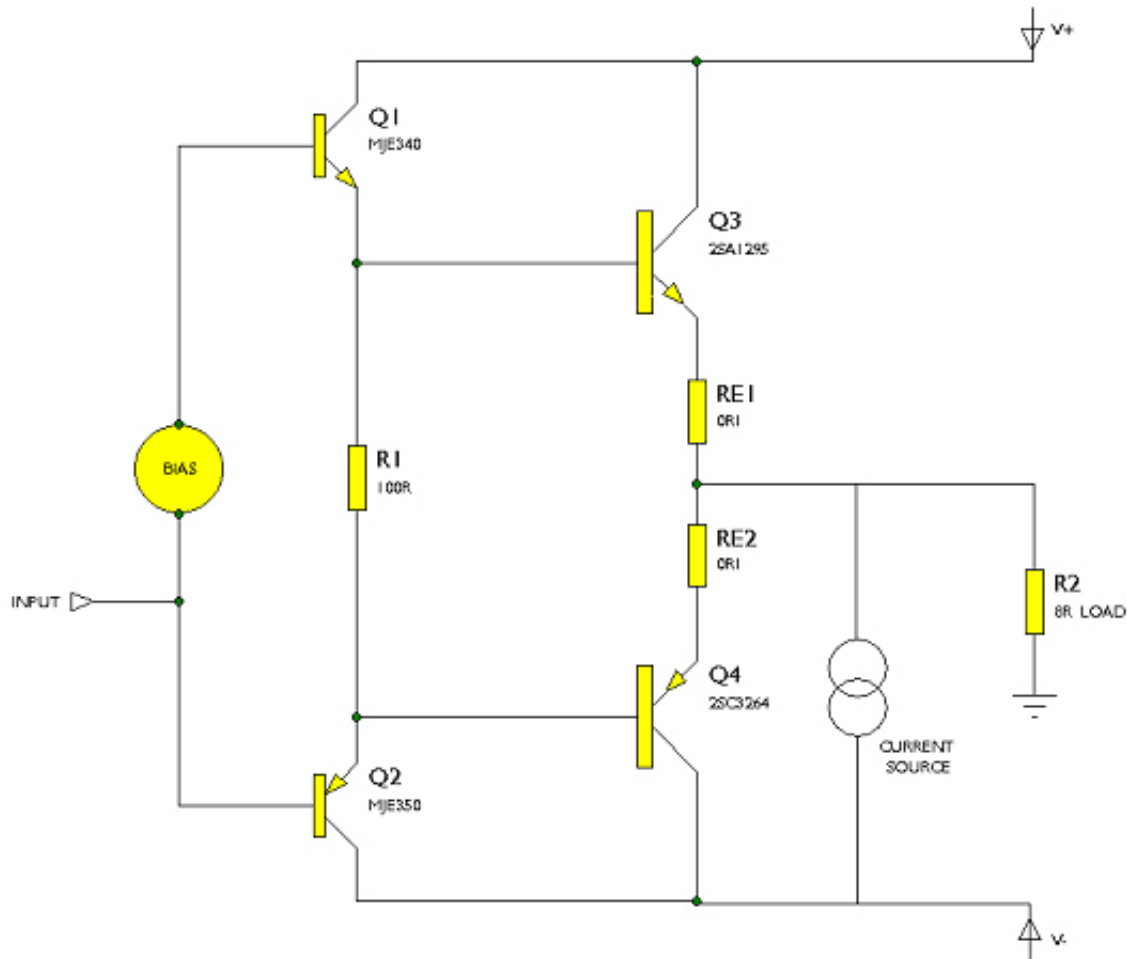 V+
Q1
MJE340
Q3
2SA1295
RE1
0R1
BIAS
R1
100R
RE2
0R1
INPUT
R2
8R LOAD
Q4
2SC3264
CURRENT
SOURCE
Q2
MJE350
V-